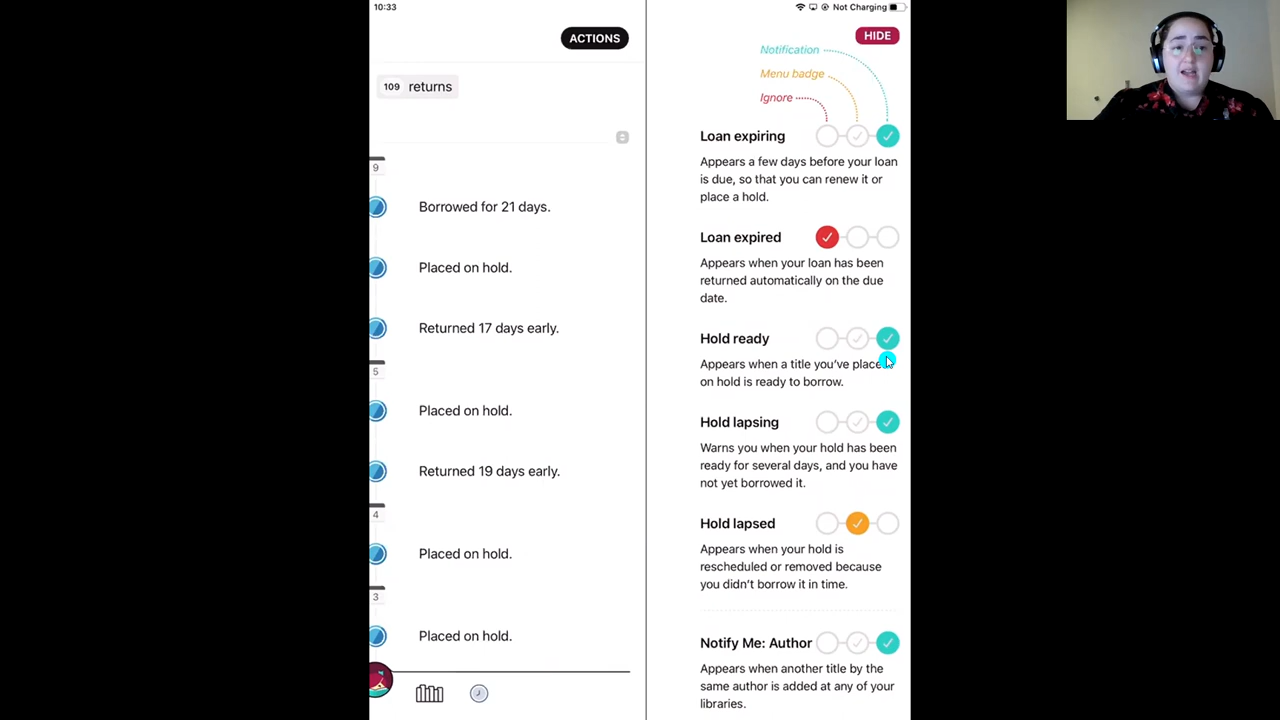 10:33
Not Charging
ACTIONS
109 returns
9
Borrowed for 21 days.
Placed on hold.
Returned 17 days early.
5
Placed on hold.
Returned 19 days early.
4
Placed on hold.
3
Placed on hold.
HIDE
Notification
Menu badge
Ignore
Loan expiring
Appears a few days before your loan
is due, so that you can renew it or
place a hold.
Loan expired
Appears when your loan has been
returned automatically on the due
date.
Hold ready
Appears when a title you've place
on hold is ready to borrow.
Hold lapsing
Warns you when your hold has been
ready for several days, and you have
not yet borrowed it.
Hold lapsed
Appears when your hold is
rescheduled or removed because
you didn't borrow it in time.
Notify Me: Author
Appears when another title by the
same author is added at any of your
libraries.